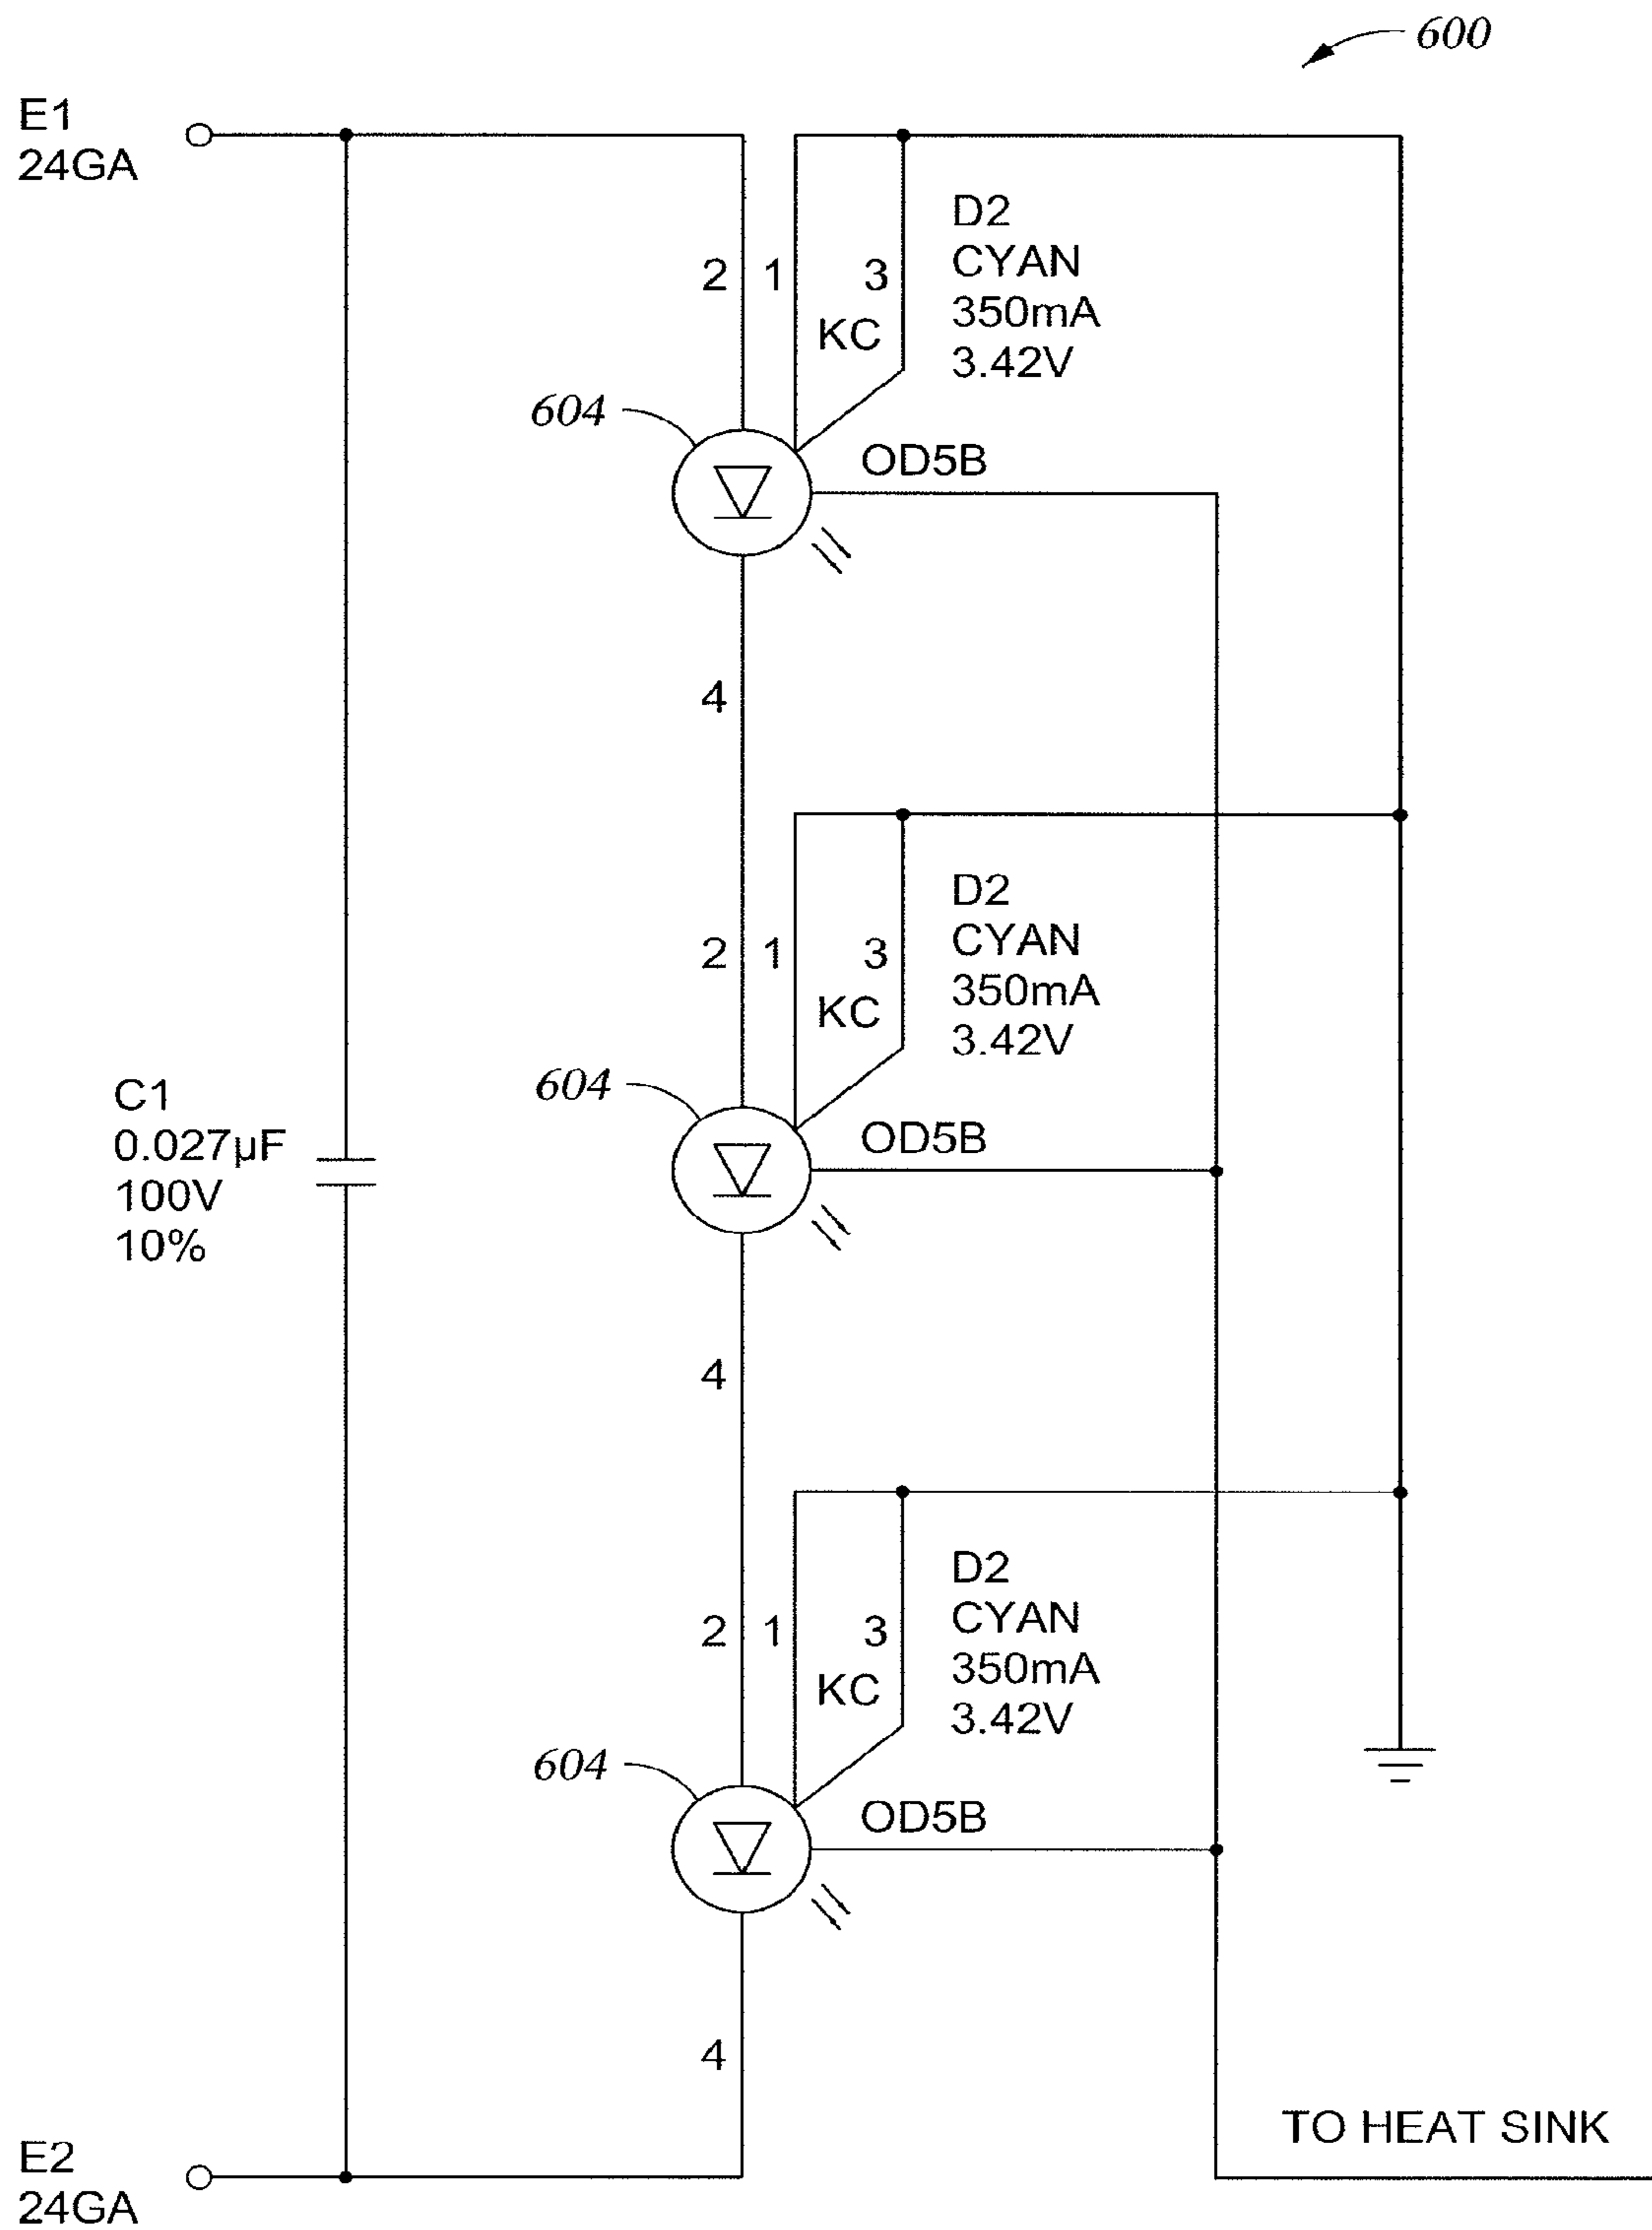 600
E1
24GA
2
1
3
KC
D2
CYAN
350mA
3.42V
604
OD5B
4
2
1
3
KC
D2
CYAN
350mA
3.42V
604
OD5B
C1
0.027µF
100V
10%
4
2
1
3
KC
D2
CYAN
350mA
3.42V
604
OD5B
4
TO HEAT SINK
E2
24GA